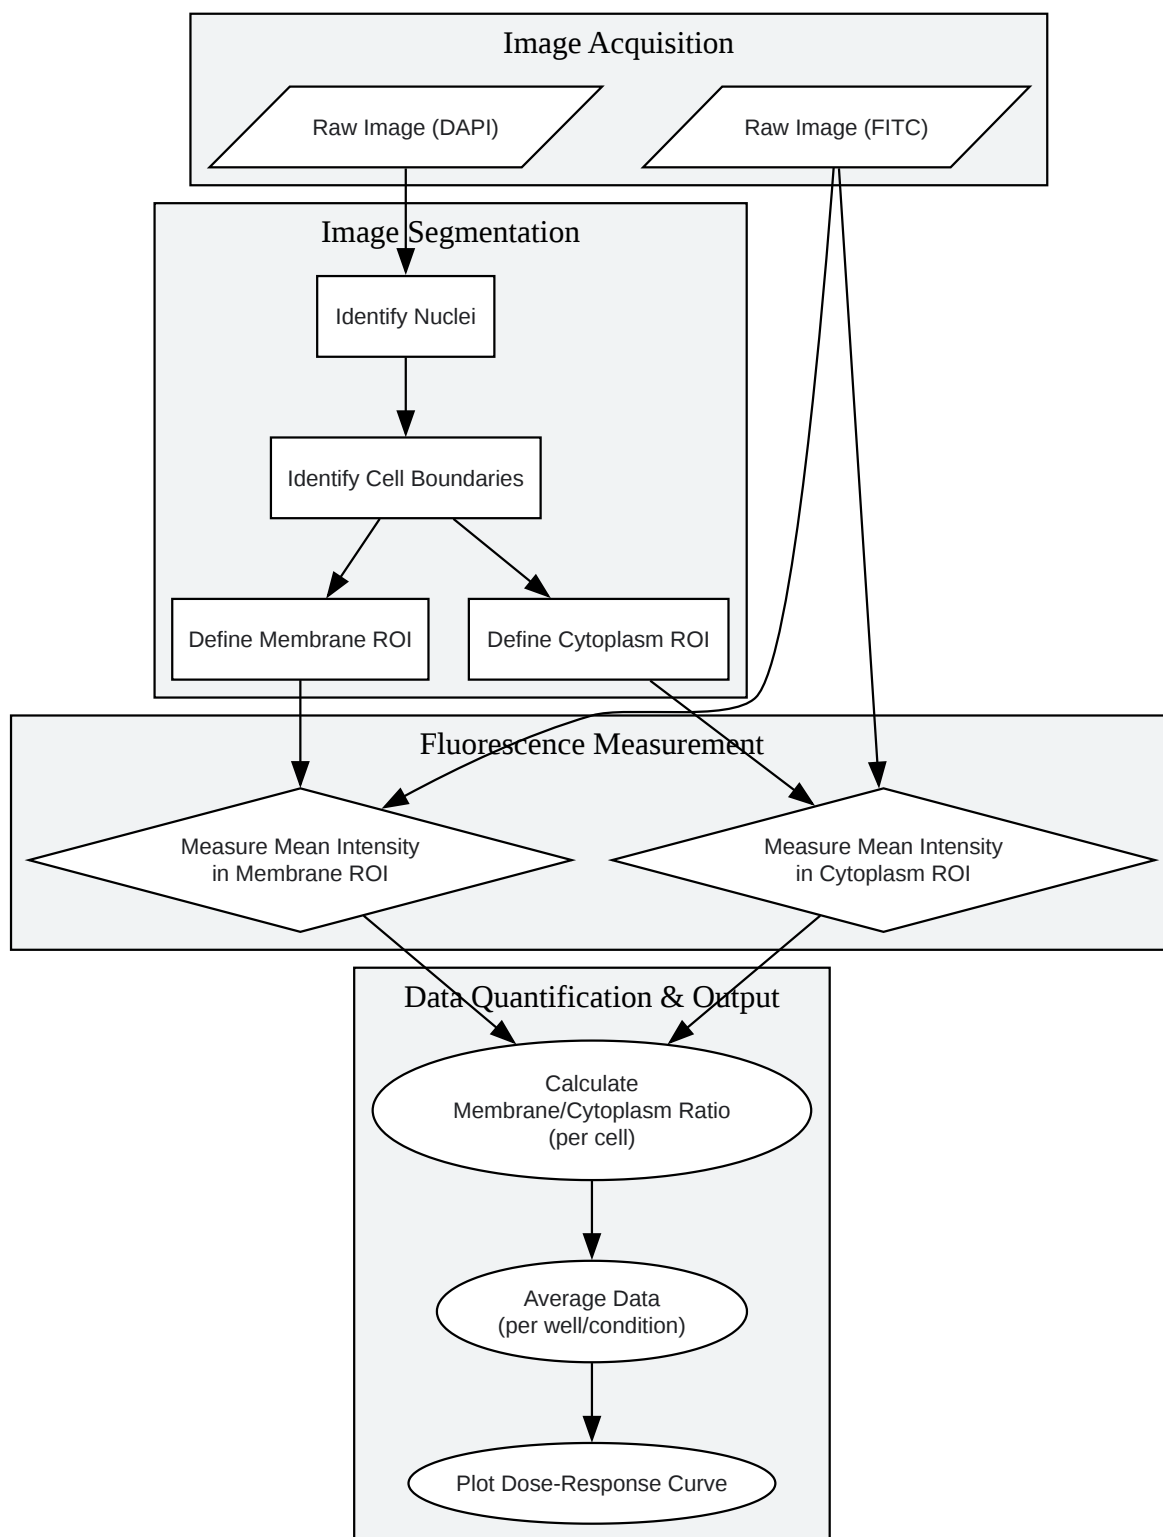 Image Acquisition
Raw Image (DAPI)
Raw Image (FITC)
Image Segmentation
Identify Nuclei
Identify Cell Boundaries
Define Membrane ROI
Define Cytoplasm ROI
Fluorescence Measurement
Measure Mean Intensity
in Membrane ROI
Measure Mean Intensity
in Cytoplasm ROI
Data Quantification & Output
Calculate
Membrane/Cytoplasm Ratio
(per cell)
Average Data
(per well/condition)
Plot Dose-Response Curve